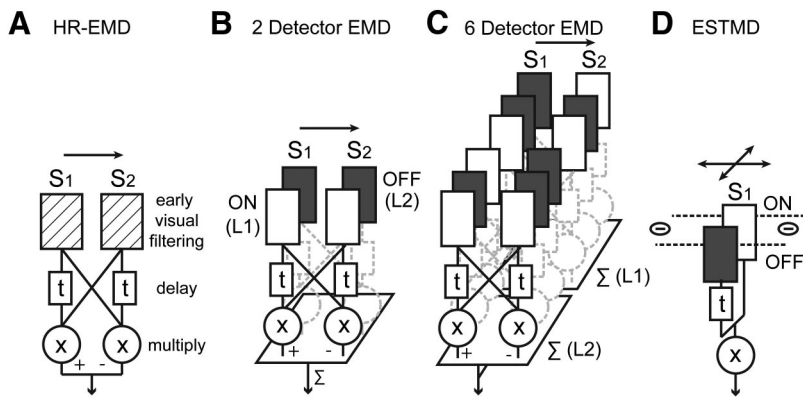 A HR-EMD
S1 S2
early
visual
filtering
t t delay
x x multiply
+ -
B 2 Detector EMD
S1 S2
ON
(L1)
OFF
(L2)
t t
x x
+ -
Σ
C 6 Detector EMD
S1 S2
t t
Σ (L1)
x x
+ -
Σ (L2)
D ESTMD
S1
ON
OFF
t
x